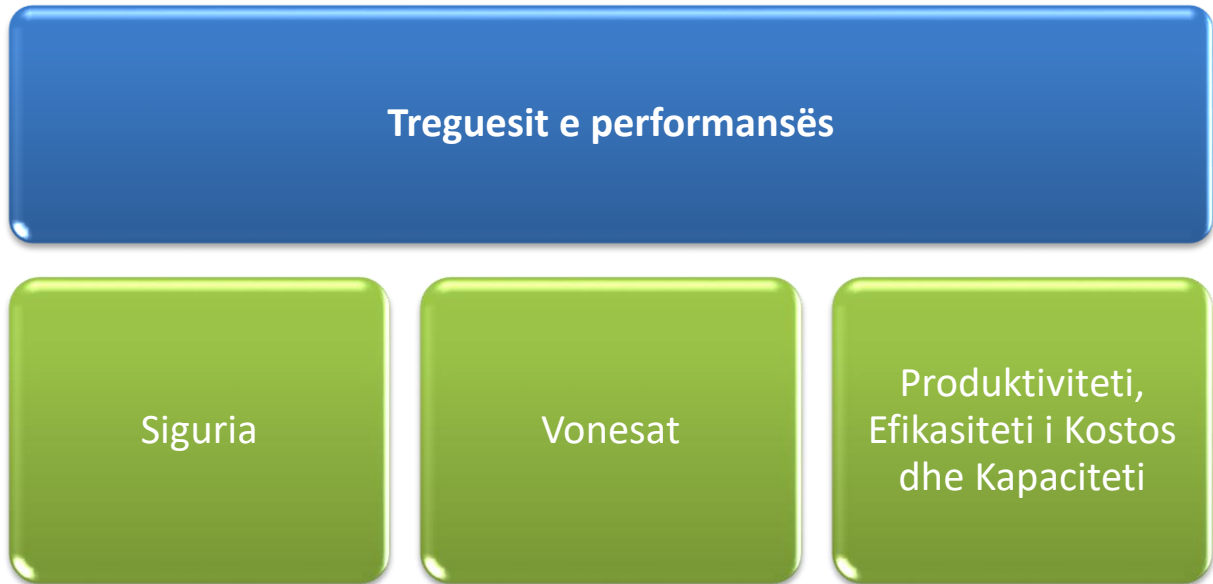 Treguesit e performansës
Siguria
Vonesat
Produktiviteti,
Efikasiteti i Kostos
dhe Kapaciteti